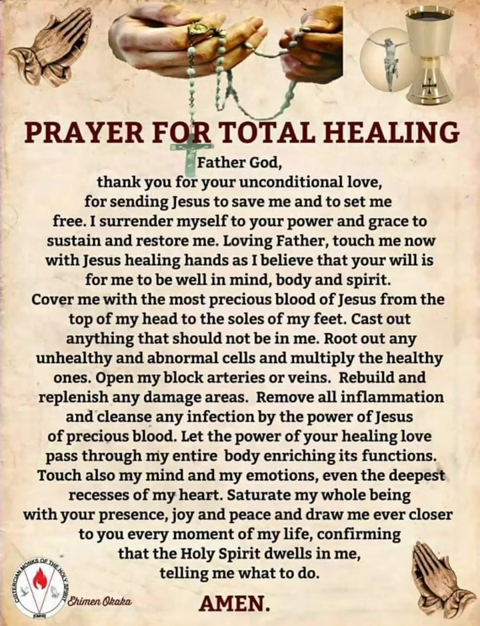 PRAYER FOR TOTAL HEALING
Father God,
thank you for your unconditional love,
for sending Jesus to save me and to set me
free. I surrender myself to your power and grace to
sustain and restore me. Loving Father, touch me now
with Jesus healing hands as I believe that your will is
for me to be well in mind, body and spirit.
Cover me with the most precious blood of Jesus from the
top of my head to the soles of my feet. Cast out
anything that should not be in me. Root out any
unhealthy and abnormal cells and multiply the healthy
ones. Open my block arteries or veins. Rebuild and
replenish any damage areas. Remove all inflammation
and cleanse any infection by the power of Jesus
of precious blood. Let the power of your healing love
pass through my entire body enriching its functions.
Touch also my mind and my emotions, even the deepest
recesses of my heart. Saturate my whole being
with your presence, joy and peace and draw me ever closer
to you every moment of my life, confirming
that the Holy Spirit dwells in me,
telling me what to do.
AMEN.
CISTERCIAN MONKS OF THE HOLY SPIRIT
Ehimen Okaka